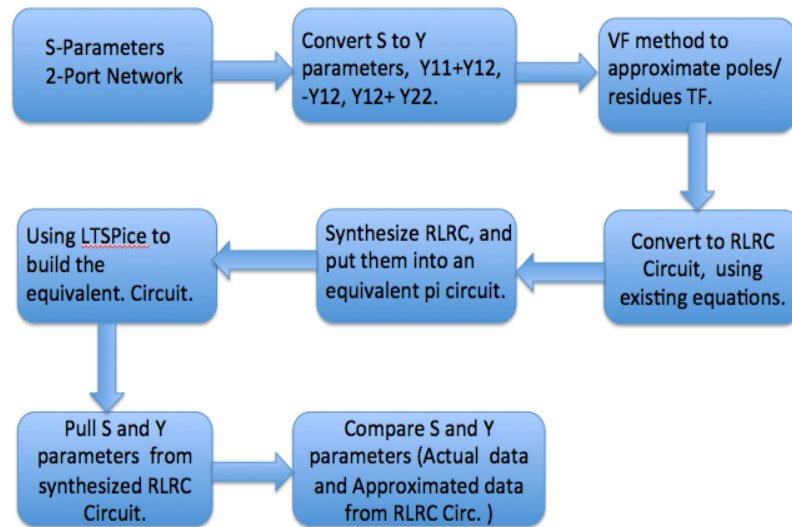 S-Parameters
2-Port Network
Convert S to Y
parameters, Y11+Y12,
-Y12, Y12+ Y22.
VF method to
approximate poles/
residues TF.
Convert to RLRC
Circuit, using
existing equations.
Synthesize RLRC, and
put them into an
equivalent pi circuit.
Using LTSPice to
build the
equivalent. Circuit.
Pull S and Y
parameters from
synthesized RLRC
Circuit.
Compare S and Y
parameters (Actual data
and Approximated data
from RLRC Circ. )